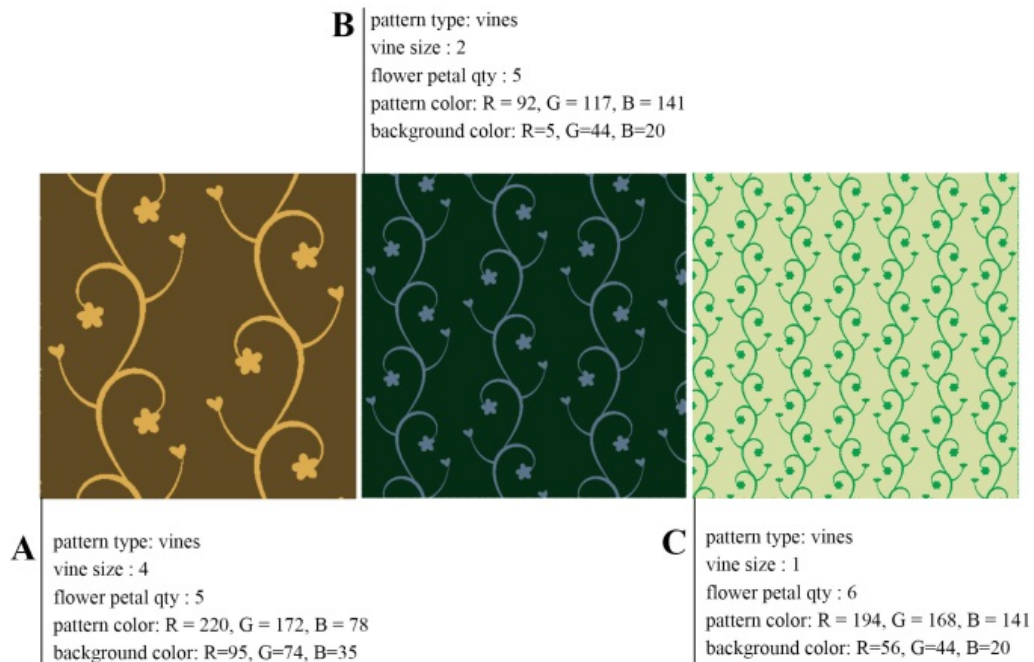 B
pattern type: vines
vine size : 2
flower petal qty : 5
pattern color: R = 92, G = 117, B = 141
background color: R=5, G=44, B=20
A
pattern type: vines
vine size : 4
flower petal qty : 5
pattern color: R = 220, G = 172, B = 78
background color: R=95, G=74, B=35
C
pattern type: vines
vine size : 1
flower petal qty : 6
pattern color: R = 194, G = 168, B = 141
background color: R=56, G=44, B=20